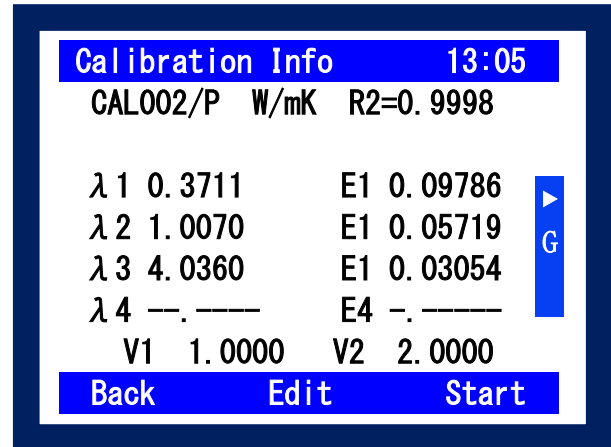 Calibration Info 13:05
CAL002/P W/mK R2=0.9998
λ1 0.3711 E1 0.09786
λ2 1.0070 E1 0.05719
▶
G
λ3 4.0360 E1 0.03054
λ4 --.---- E4 -.-----
V1 1.0000 V2 2.0000
Back Edit Start